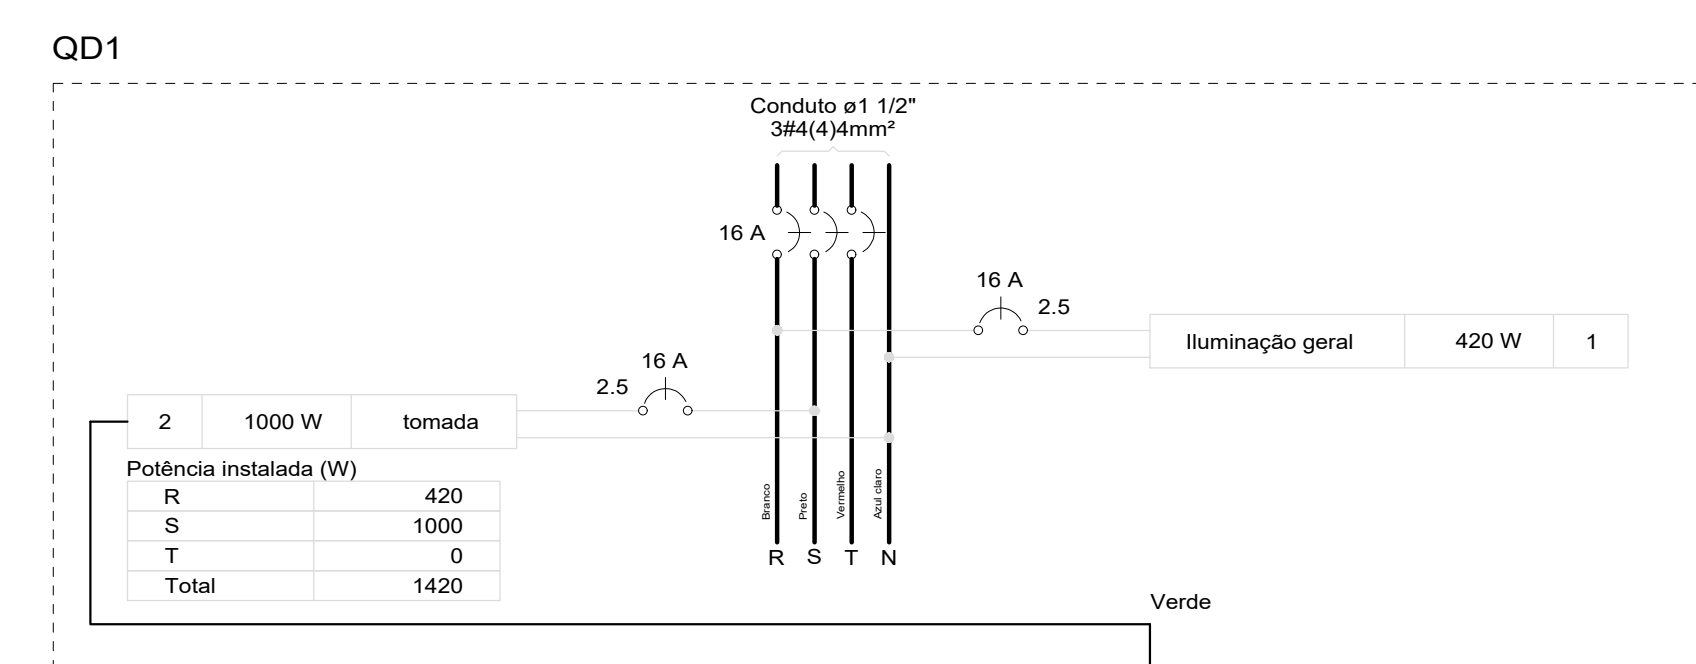 QD1
Conduto ø1 1/2"
3#4(4)4mm²
16 A
16 A
2.5
Iluminação geral 420 W 1
16 A
2.5
2 1000 W tomada
Potência instalada (W)
R 420
S 1000
T 0
Total 1420
Branco
Preto
Vermelho
Azul claro
R S T N
Verde